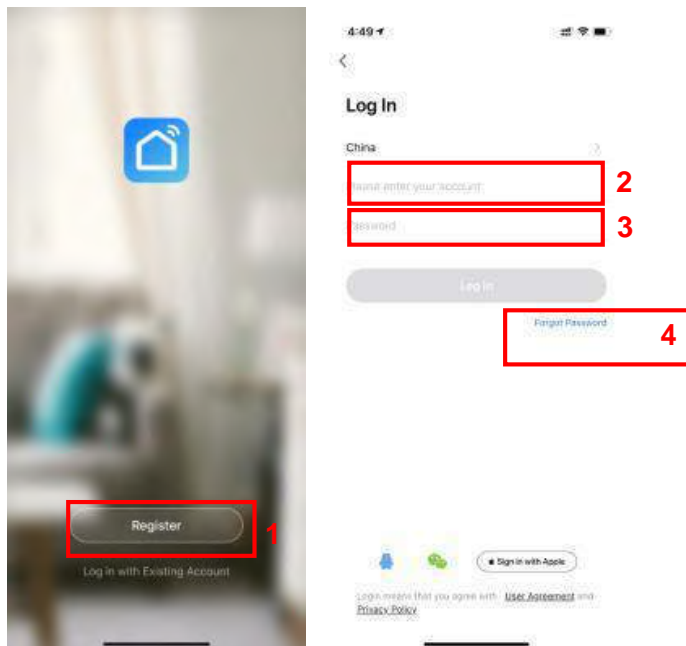 Register
1
Log in with Existing Account
4:49
Log In
China
Please enter your account
2
Password
3
Log In
Forgot Password
4
Sign in with Apple
Login means that you agree with User Agreement and
Privacy Policy